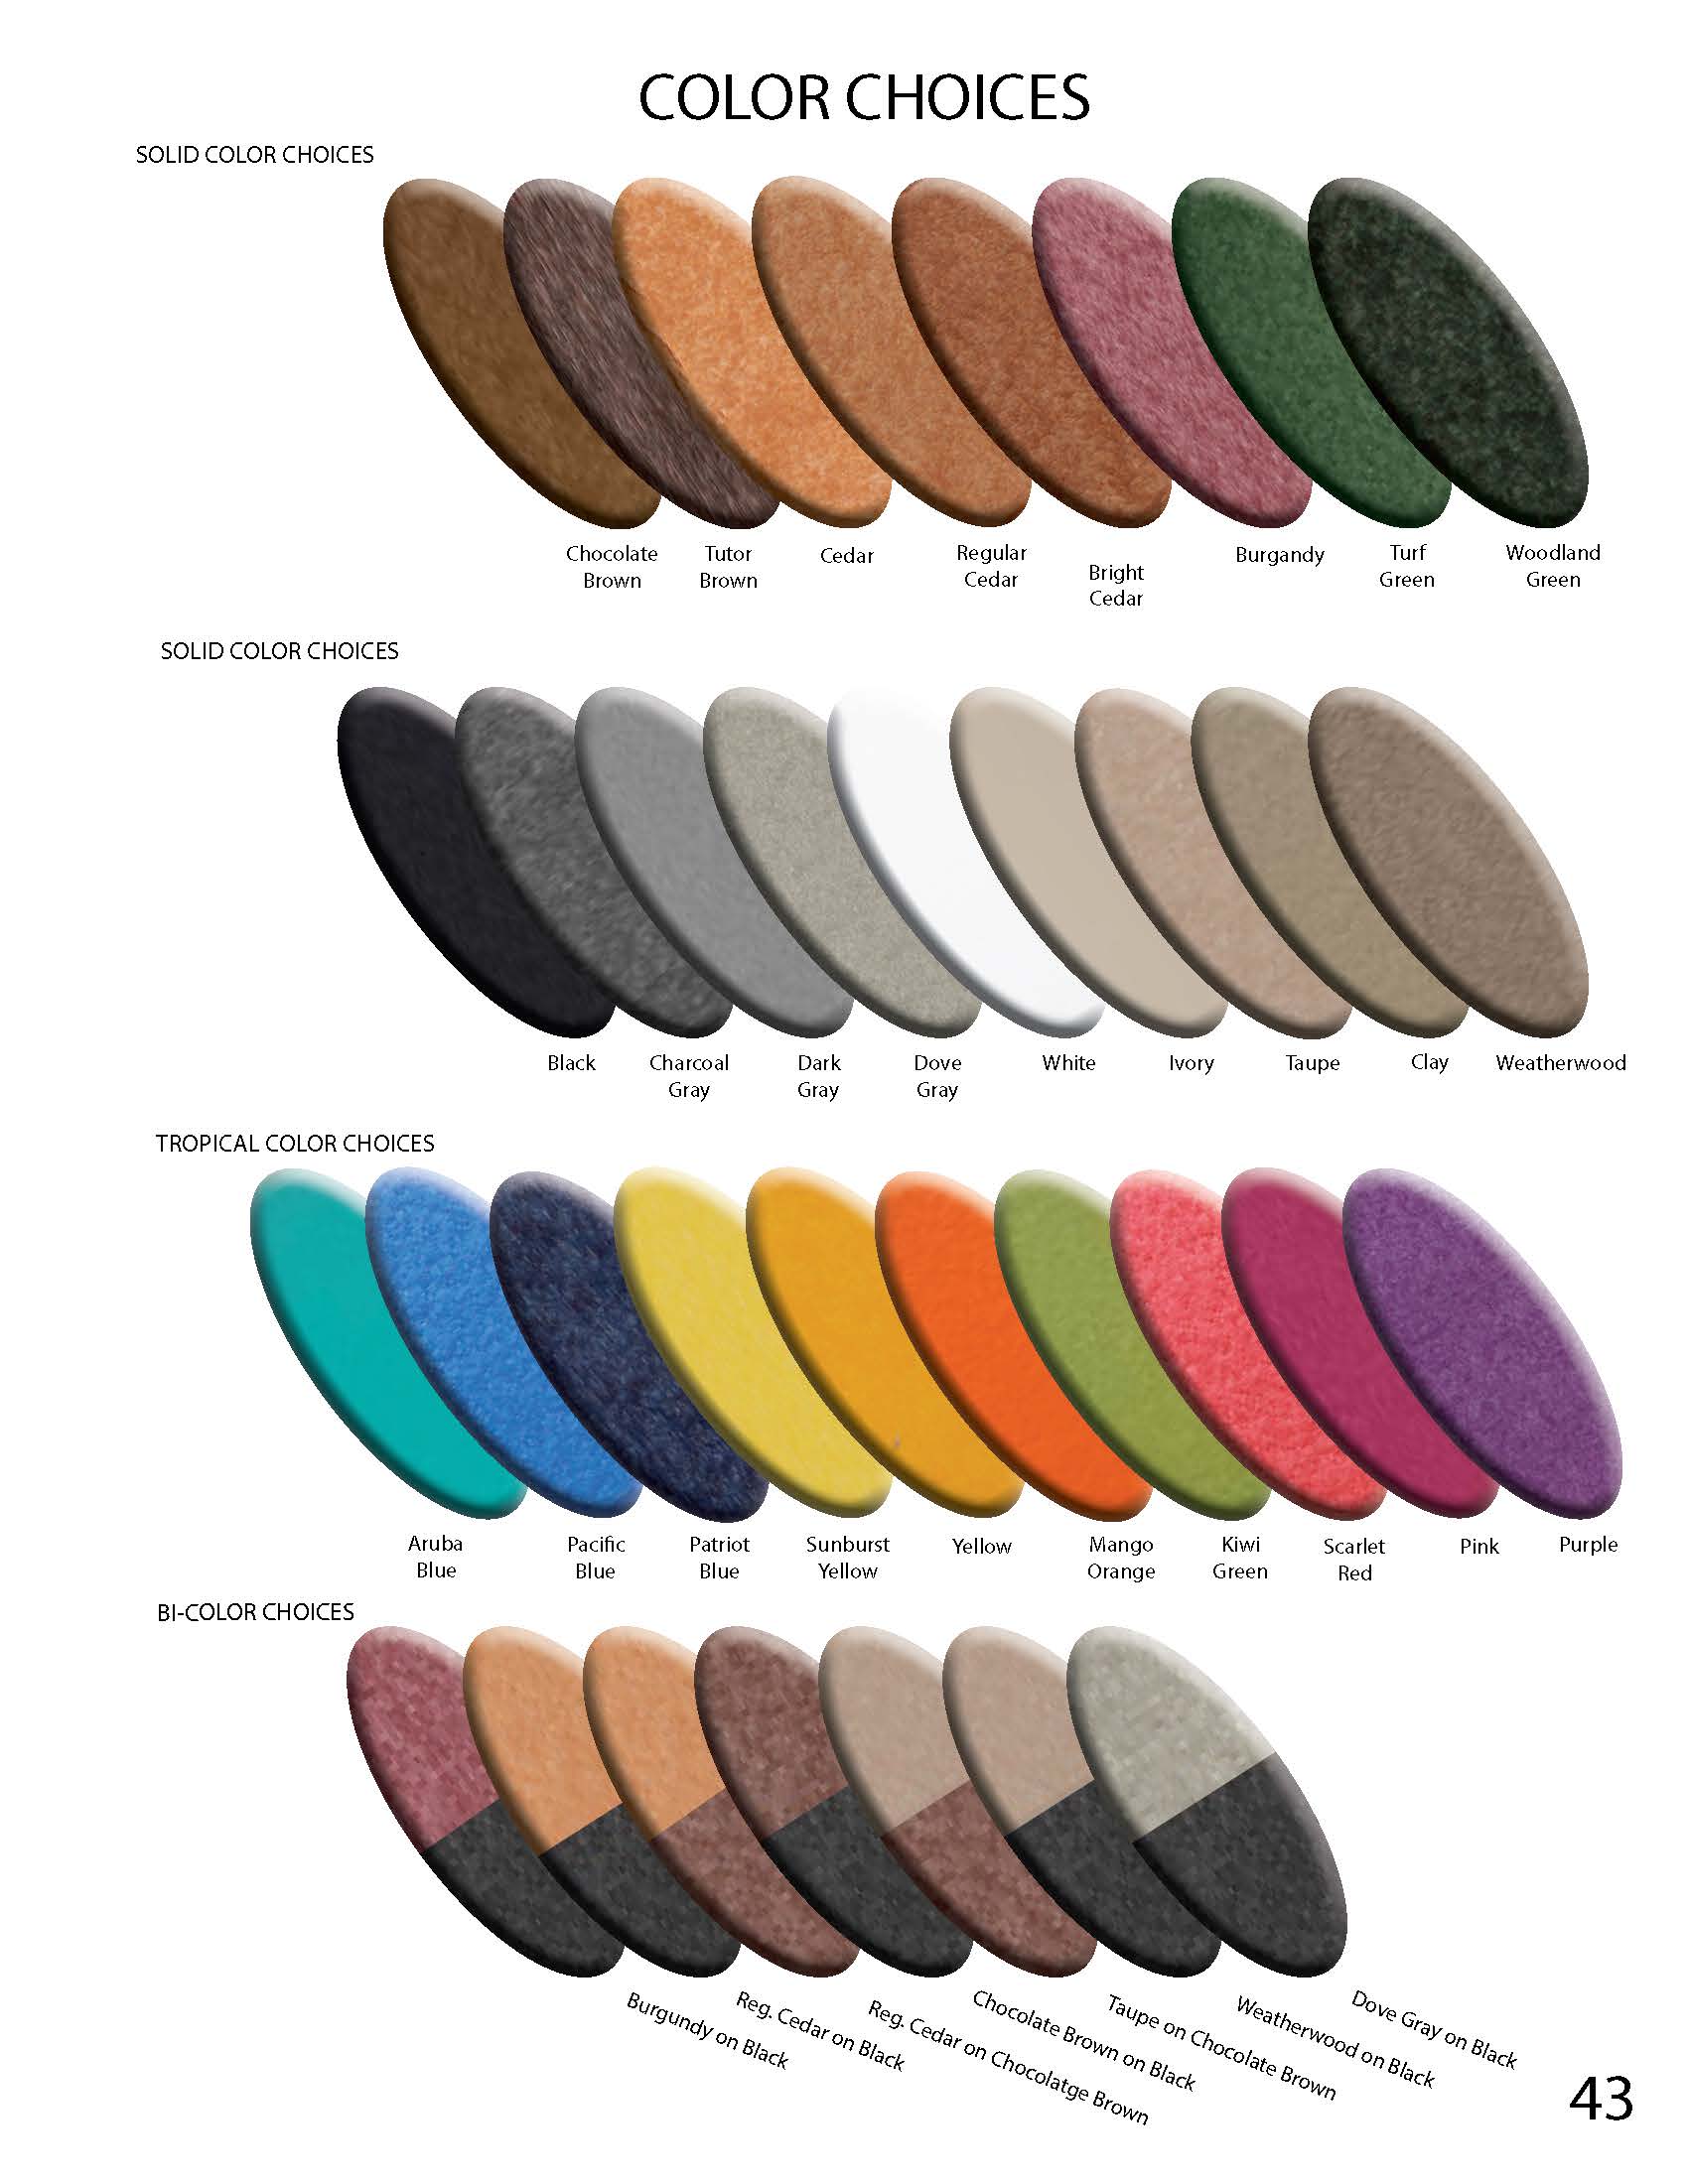 COLOR CHOICES
SOLID COLOR CHOICES
Chocolate
Brown
Tutor
Brown
Cedar
Regular
Cedar
Bright
Cedar
Burgandy
Turf
Green
Woodland
Green
SOLID COLOR CHOICES
Black
Charcoal
Gray
Dark
Gray
Dove
Gray
White
Ivory
Taupe
Clay
Weatherwood
TROPICAL COLOR CHOICES
Aruba
Blue
Pacific
Blue
Patriot
Blue
Sunburst
Yellow
Yellow
Mango
Orange
Kiwi
Green
Scarlet
Red
Pink
Purple
BI-COLOR CHOICES
Burgundy on Black
Reg. Cedar on Black
Reg. Cedar on Chocolatge Brown
Chocolate Brown on Black
Taupe on Chocolate Brown
Weatherwood on Black
Dove Gray on Black
43